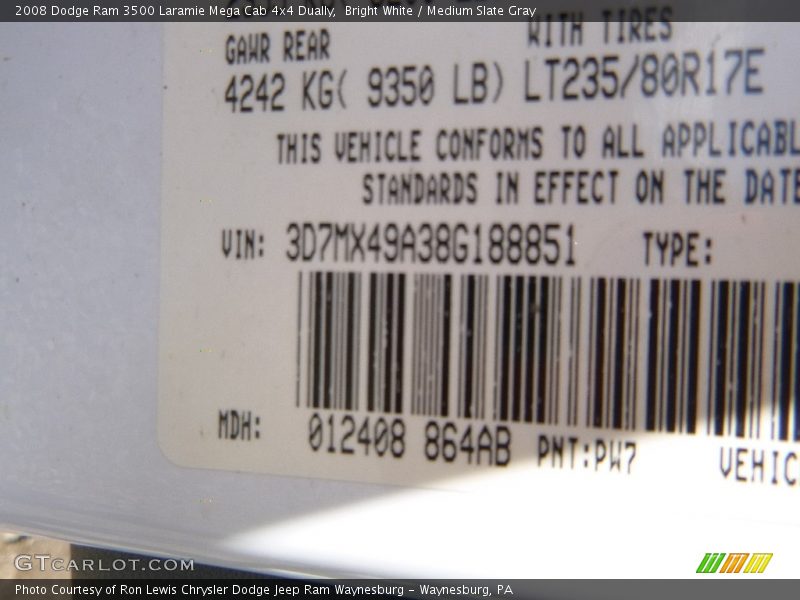 2008 Dodge Ram 3500 Laramie Mega Cab 4x4 Dually,  Bright White / Medium Slate Gray
WITH TIRES
GAWR REAR
4242 KG( 9350 LB) LT235/80R17E
THIS VEHICLE CONFORMS TO ALL APPLICABL
STANDARDS IN EFFECT ON THE DATE
VIN: 3D7MX49A38G188851 TYPE:
MDH: 012408 864AB PNT:PW7 VEHIC
GTCARLOT.COM
Photo Courtesy of Ron Lewis Chrysler Dodge Jeep Ram Waynesburg - Waynesburg, PA